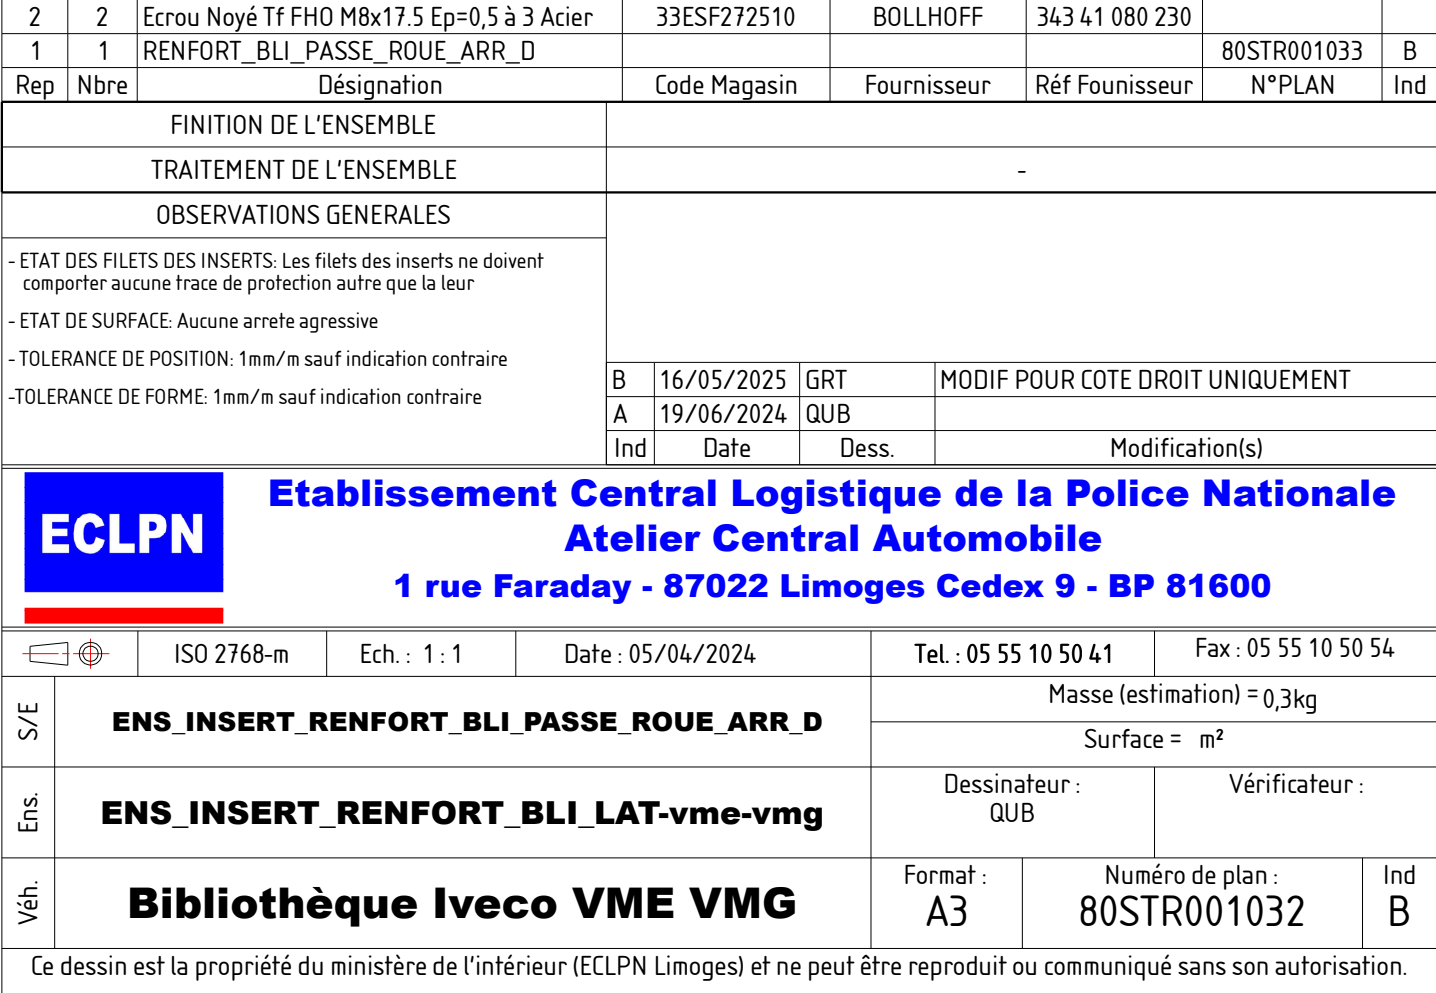 2 2 Ecrou Noyé Tf FHO M8x17.5 Ep=0,5 à 3 Acier 33ESF272510 BOLLHOFF 343 41 080 230
1 1 RENFORT_BLI_PASSE_ROUE_ARR_D 80STR001033 B
Rep Nbre Désignation Code Magasin Fournisseur Réf Founisseur N°PLAN Ind
FINITION DE L'ENSEMBLE
TRAITEMENT DE L'ENSEMBLE -
OBSERVATIONS GENERALES
- ETAT DES FILETS DES INSERTS: Les filets des inserts ne doivent
comporter aucune trace de protection autre que la leur
- ETAT DE SURFACE: Aucune arrete agressive
- TOLERANCE DE POSITION: 1mm/m sauf indication contraire
-TOLERANCE DE FORME: 1mm/m sauf indication contraire
B 16/05/2025 GRT MODIF POUR COTE DROIT UNIQUEMENT
A 19/06/2024 QUB
Ind Date Dess. Modification(s)
ECLPN
Etablissement Central Logistique de la Police Nationale
Atelier Central Automobile
1 rue Faraday - 87022 Limoges Cedex 9 - BP 81600
ISO 2768-m Ech. : 1 : 1 Date : 05/04/2024 Tel. : 05 55 10 50 41 Fax : 05 55 10 50 54
S/E ENS_INSERT_RENFORT_BLI_PASSE_ROUE_ARR_D
Masse (estimation) = 0,3kg
Surface = m²
Ens. ENS_INSERT_RENFORT_BLI_LAT-vme-vmg
Dessinateur :
QUB
Vérificateur :
Véh. Bibliothèque Iveco VME VMG
Format :
A3
Numéro de plan :
80STR001032
Ind
B
Ce dessin est la propriété du ministère de l'intérieur (ECLPN Limoges) et ne peut être reproduit ou communiqué sans son autorisation.